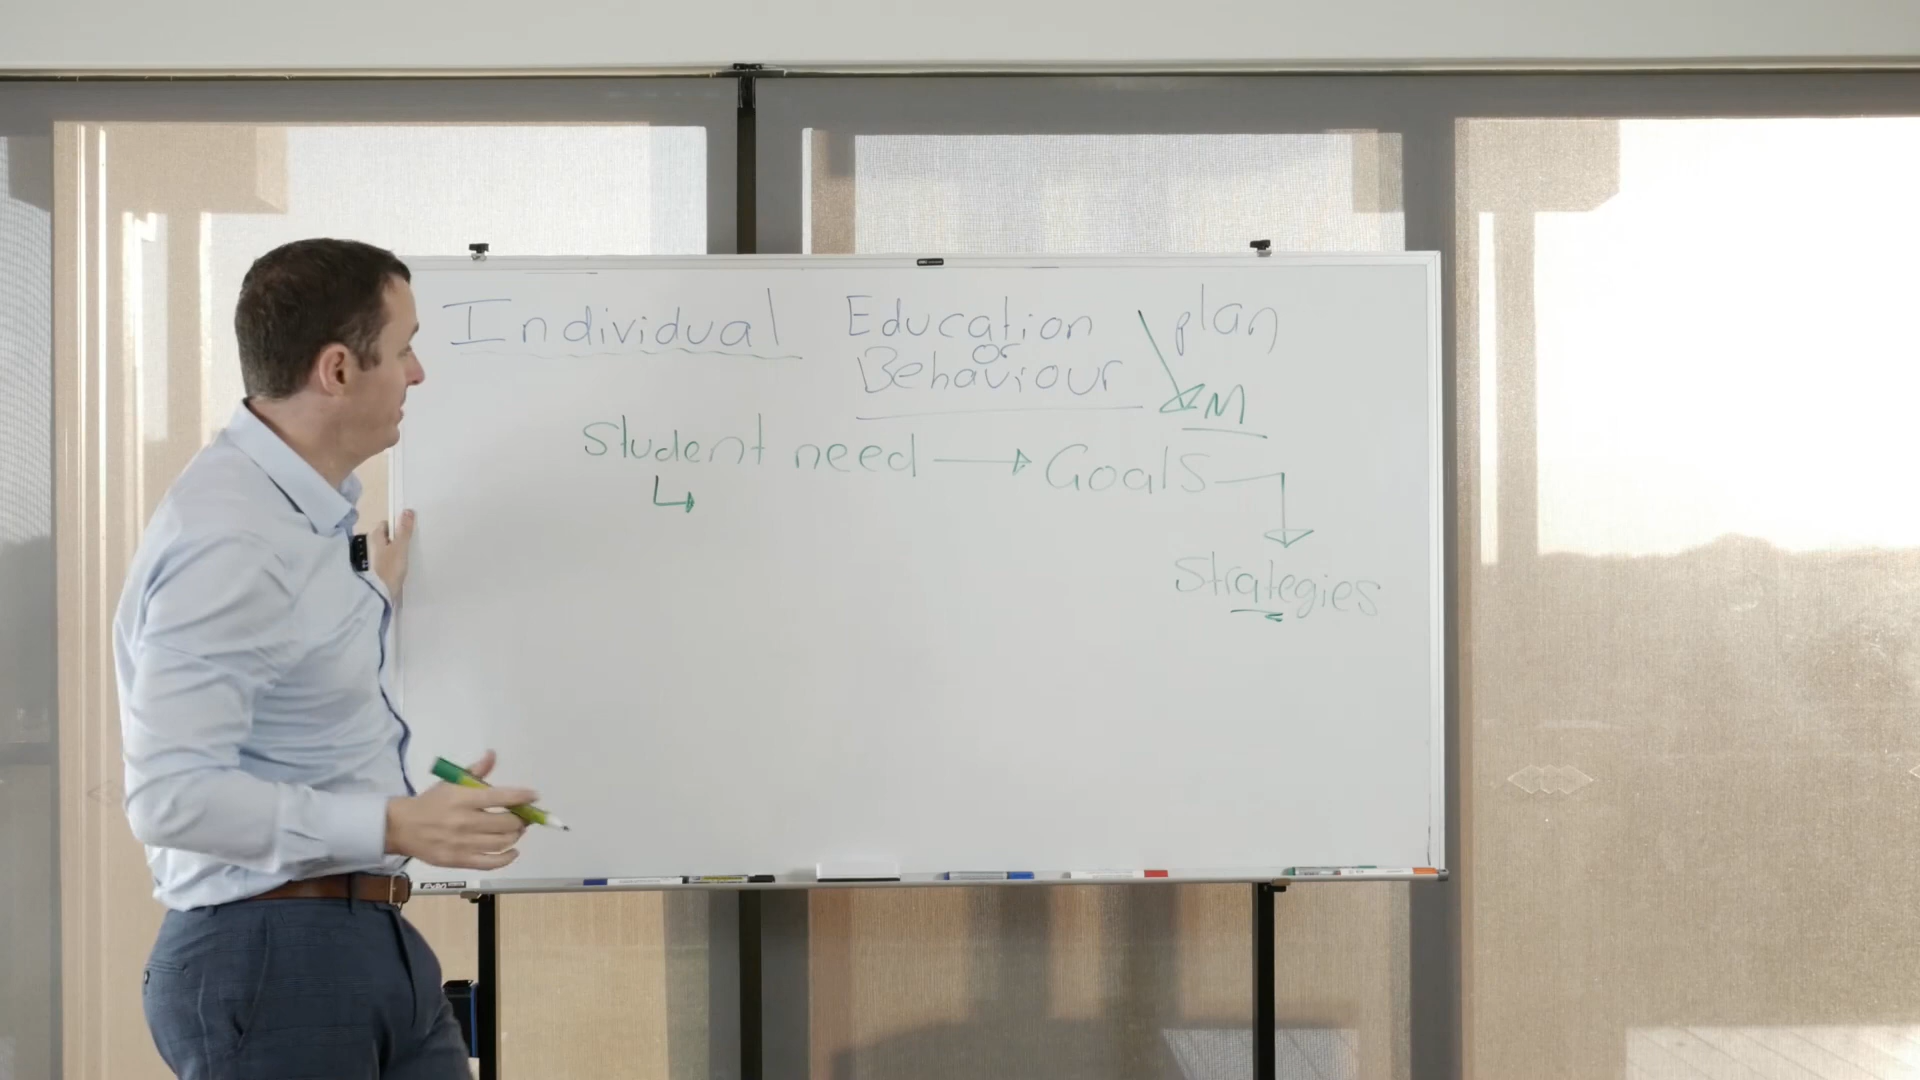 Individual Education plan
or
Behaviour
M
Student need → Goals
↳
Strategies